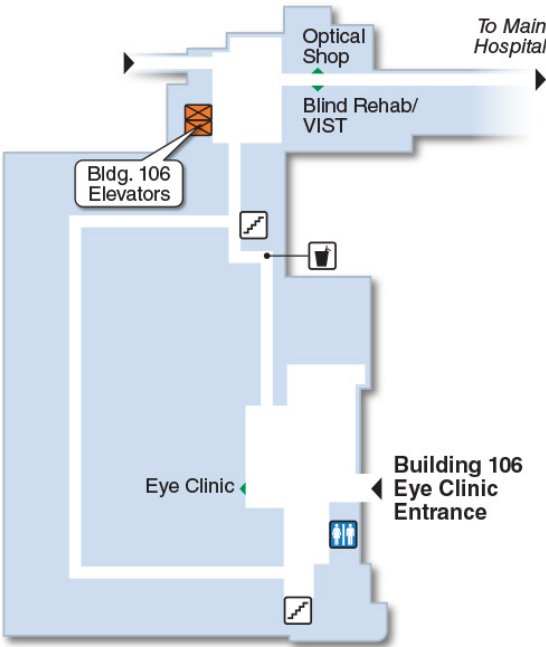 To Main
Hospital
Optical
Shop
Blind Rehab/
VIST
Bldg. 106
Elevators
Eye Clinic
Building 106
Eye Clinic
Entrance